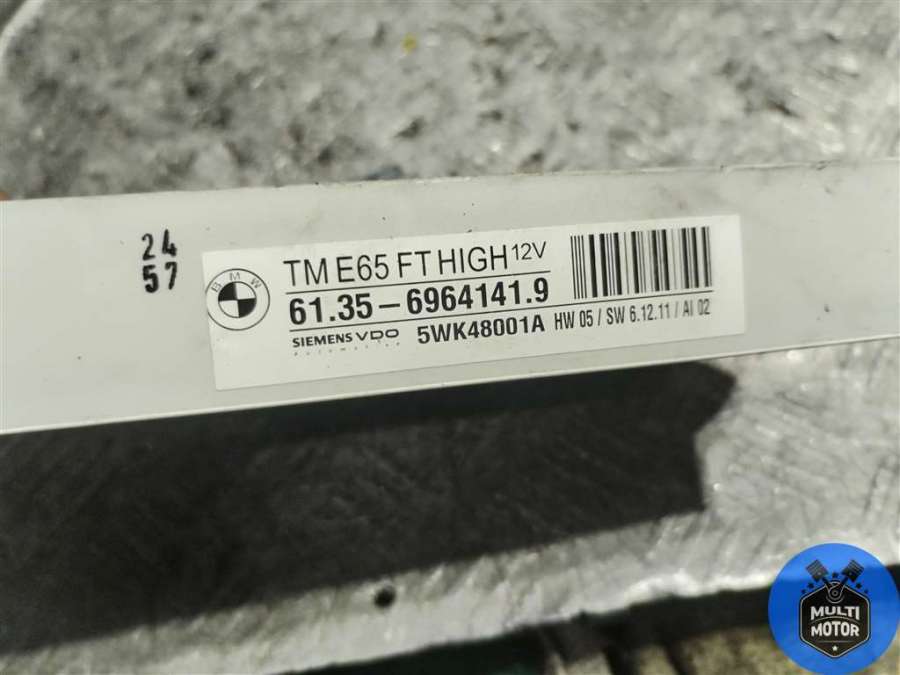 24
57
BMW
TM E65 FT HIGH 12V
61.35 – 6964141.9
SIEMENS VDO
Automotive
5WK48001A HW 05 / SW 6.12.11 / AI 02
MULTI
MOTOR